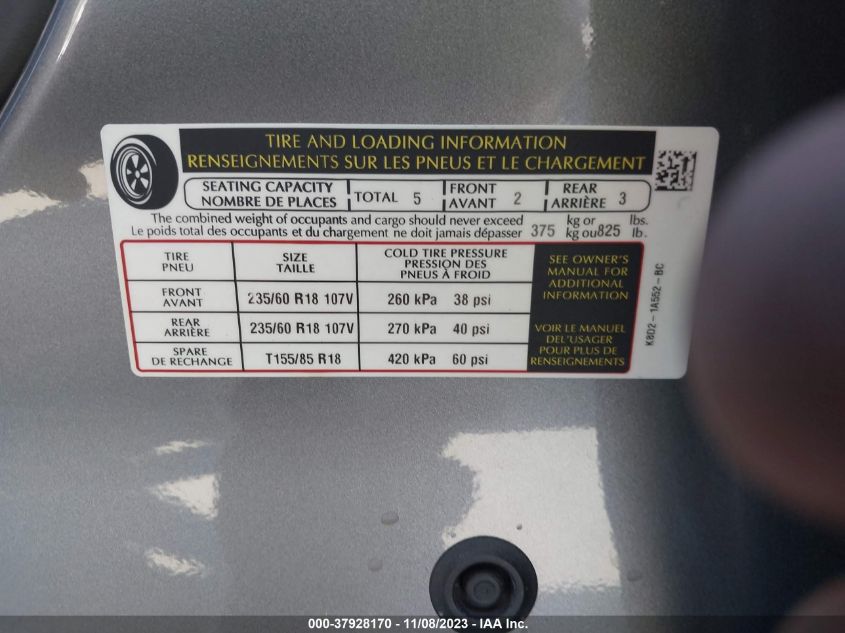 TIRE AND LOADING INFORMATION
RENSEIGNEMENTS SUR LES PNEUS ET LE CHARGEMENT
SEATING CAPACITY
NOMBRE DE PLACES
TOTAL 5
FRONT
AVANT 2
REAR
ARRIÈRE 3
The combined weight of occupants and cargo should never exceed 375 kg or 825 lbs.
Le poids total des occupants et du chargement ne doit jamais dépasser kg ou lb.
TIRE
PNEU
SIZE
TAILLE
COLD TIRE PRESSURE
PRESSION DES
PNEUS À FROID
SEE OWNER'S
MANUAL FOR
ADDITIONAL
INFORMATION
FRONT
AVANT
235/60 R18 107V
260 kPa 38 psi
REAR
ARRIÈRE
235/60 R18 107V
270 kPa 40 psi
VOIR LE MANUEL
DE L'USAGER
POUR PLUS DE
RENSEIGNEMENTS
SPARE
DE RECHANGE
T155/85 R18
420 kPa 60 psi
K8D2 - 1A552 - BC
000-37928170 - 11/08/2023 - IAA Inc.